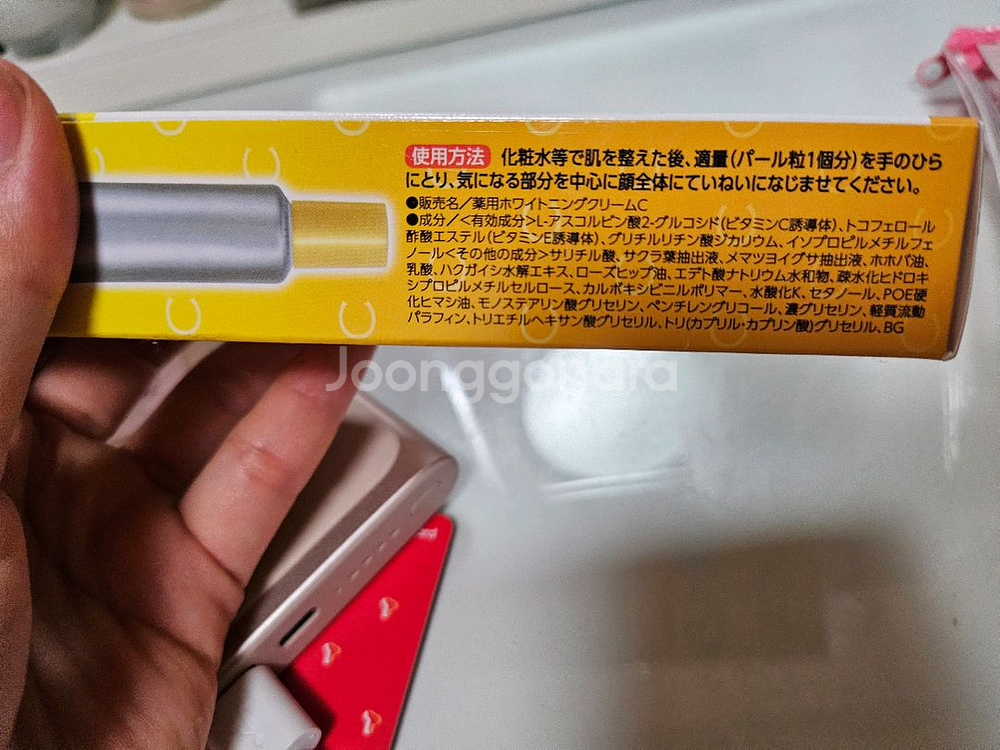 使用方法 化粧水等で肌を整えた後、適量(パール粒1個分)を手のひら
にとり、気になる部分を中心に顔全体にていねいになじませてください。
●販売名／薬用ホワイトニングクリームC
●成分／<有効成分>L-アスコルビン酸2-グルコシド(ビタミンC誘導体)、トコフェロール
酢酸エステル(ビタミンE誘導体)、グリチルリチン酸ジカリウム、イソプロピルメチルフェ
ノール<その他の成分>サリチル酸、サクラ葉抽出液、メマツヨイグサ抽出液、ホホバ油、
乳酸、ハクガイシ水解エキス、ローズヒップ油、エデト酸ナトリウム水和物、疎水化ヒドロキ
シプロピルメチルセルロース、カルボキシビニルポリマー、水酸化K、セタノール、POE硬
化ヒマシ油、モノステアリン酸グリセリン、ペンチレングリコール、濃グリセリン、軽質流動
パラフィン、トリエチルヘキサン酸グリセリル、トリ(カプリル・カプリン酸)グリセリル、BG
Joonggonara